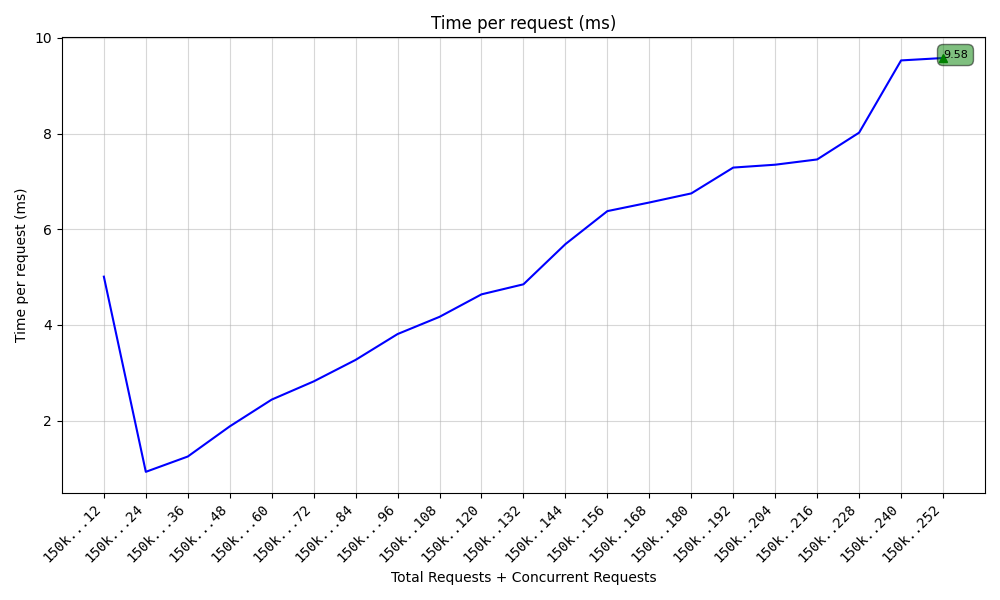 Time per request (ms)
10
9.58
8
6
4
2
Time per request (ms)
150k...12
150k...24
150k...36
150k...48
150k...60
150k...72
150k...84
150k...96
150k..108
150k..120
150k..132
150k..144
150k..156
150k..168
150k..180
150k..192
150k..204
150k..216
150k..228
150k..240
150k..252
Total Requests + Concurrent Requests